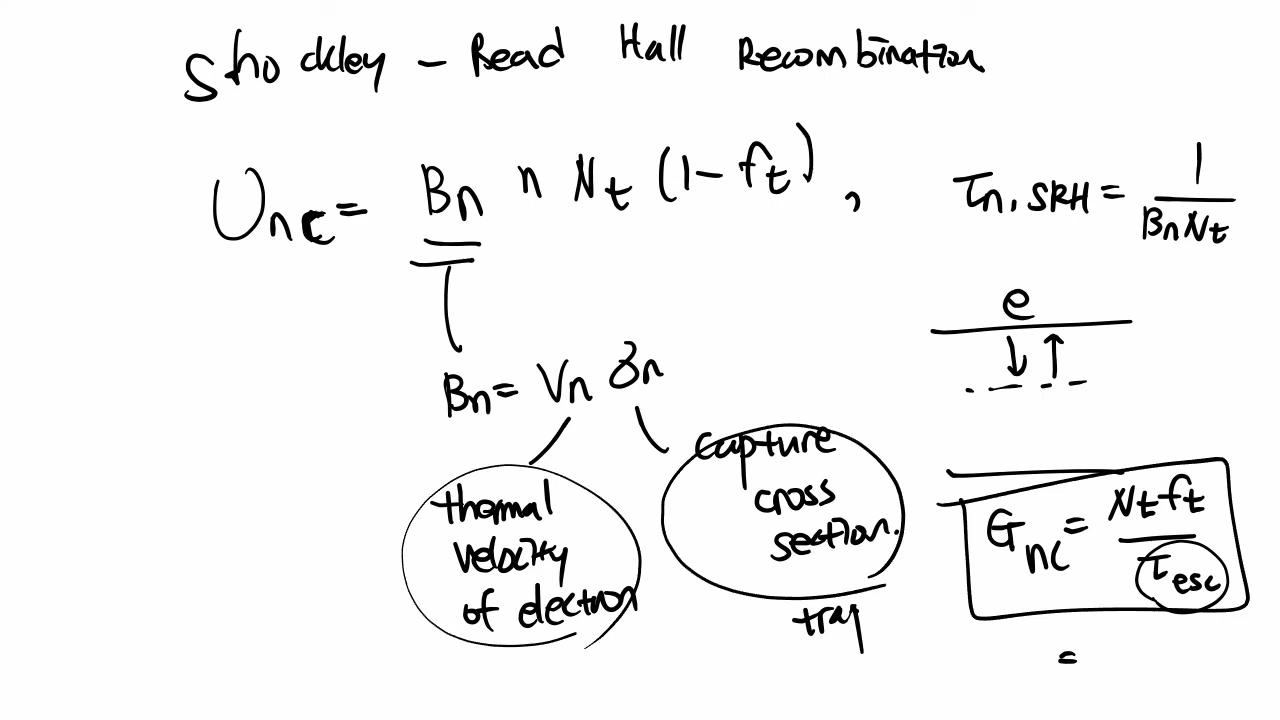 Shockley - Read Hall Recombination
Unc = Bn n Nt (1 - ft) , τn, SRH = 1 / BnNt
e
Bn = Vn σn
capture
cross
section.
trap
thermal
velocity
of electron
Gnc = Nt ft / τesc
=